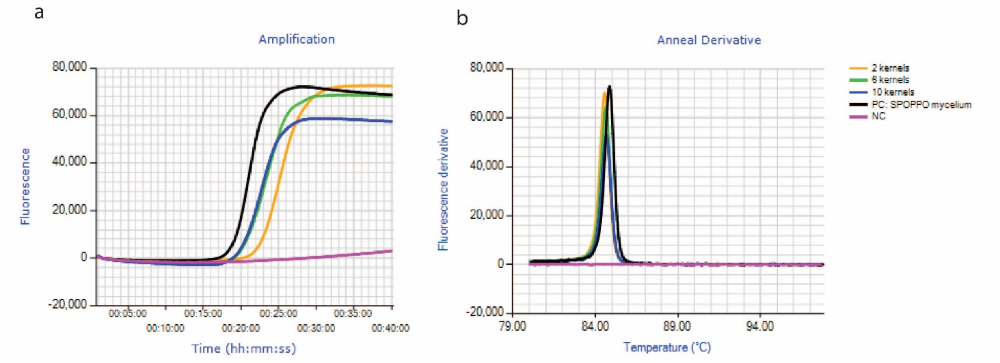 a
Amplification
Fluorescence
80,000
60,000
40,000
20,000
0
-20,000
00:05:00
00:15:00
00:25:00
00:35:00
00:10:00
00:20:00
00:30:00
00:40:00
Time (hh:mm:ss)
b
Anneal Derivative
Fluorescence derivative
80,000
60,000
40,000
20,000
0
-20,000
79.00
84.00
89.00
94.00
Temperature (°C)
2 kernels
6 kernels
10 kernels
PC: SPOPPO mycelium
NC